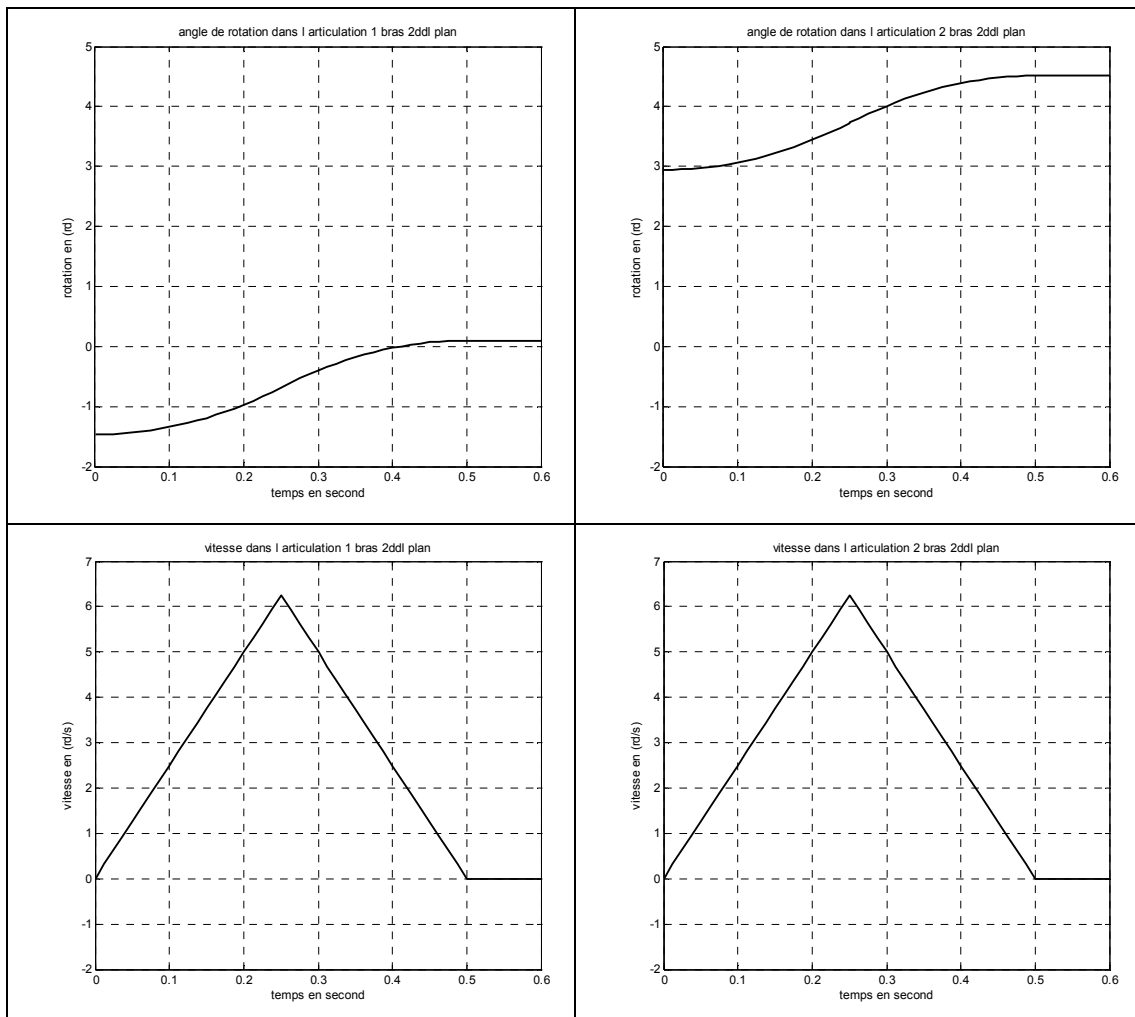 angle de rotation dans l articulation 1 bras 2ddl plan
5
4
3
2
1
0
-1
-2
rotation en (rd)
0 0.1 0.2 0.3 0.4 0.5 0.6
temps en second
angle de rotation dans l articulation 2 bras 2ddl plan
5
4
3
2
1
0
-1
-2
rotation en (rd)
0 0.1 0.2 0.3 0.4 0.5 0.6
temps en second
vitesse dans l articulation 1 bras 2ddl plan
7
6
5
4
3
2
1
0
-1
-2
vitesse en (rd/s)
0 0.1 0.2 0.3 0.4 0.5 0.6
temps en second
vitesse dans l articulation 2 bras 2ddl plan
7
6
5
4
3
2
1
0
-1
-2
vitesse en (rd/s)
0 0.1 0.2 0.3 0.4 0.5 0.6
temps en second